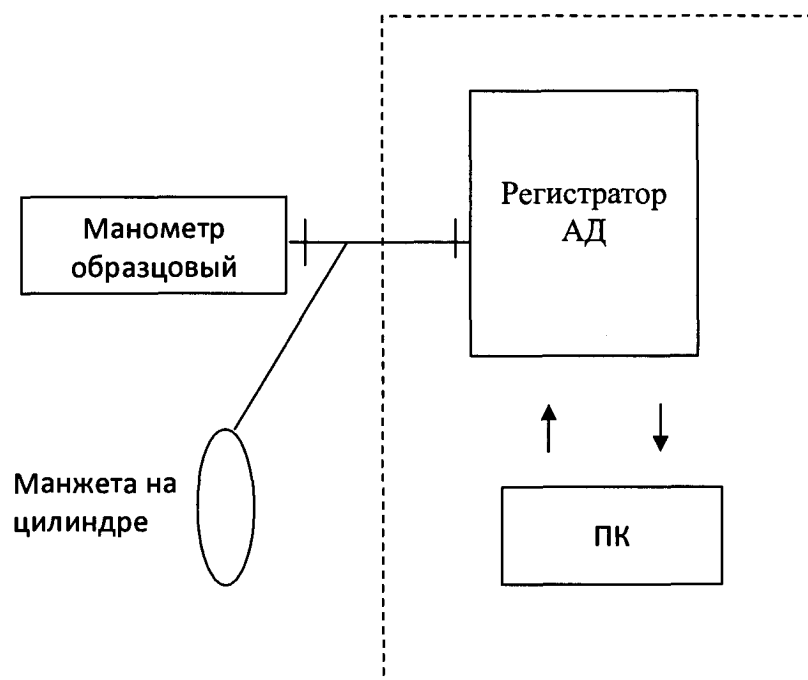 Регистратор
АД
Манометр
образцовый
Манжета на
цилиндре
ПК